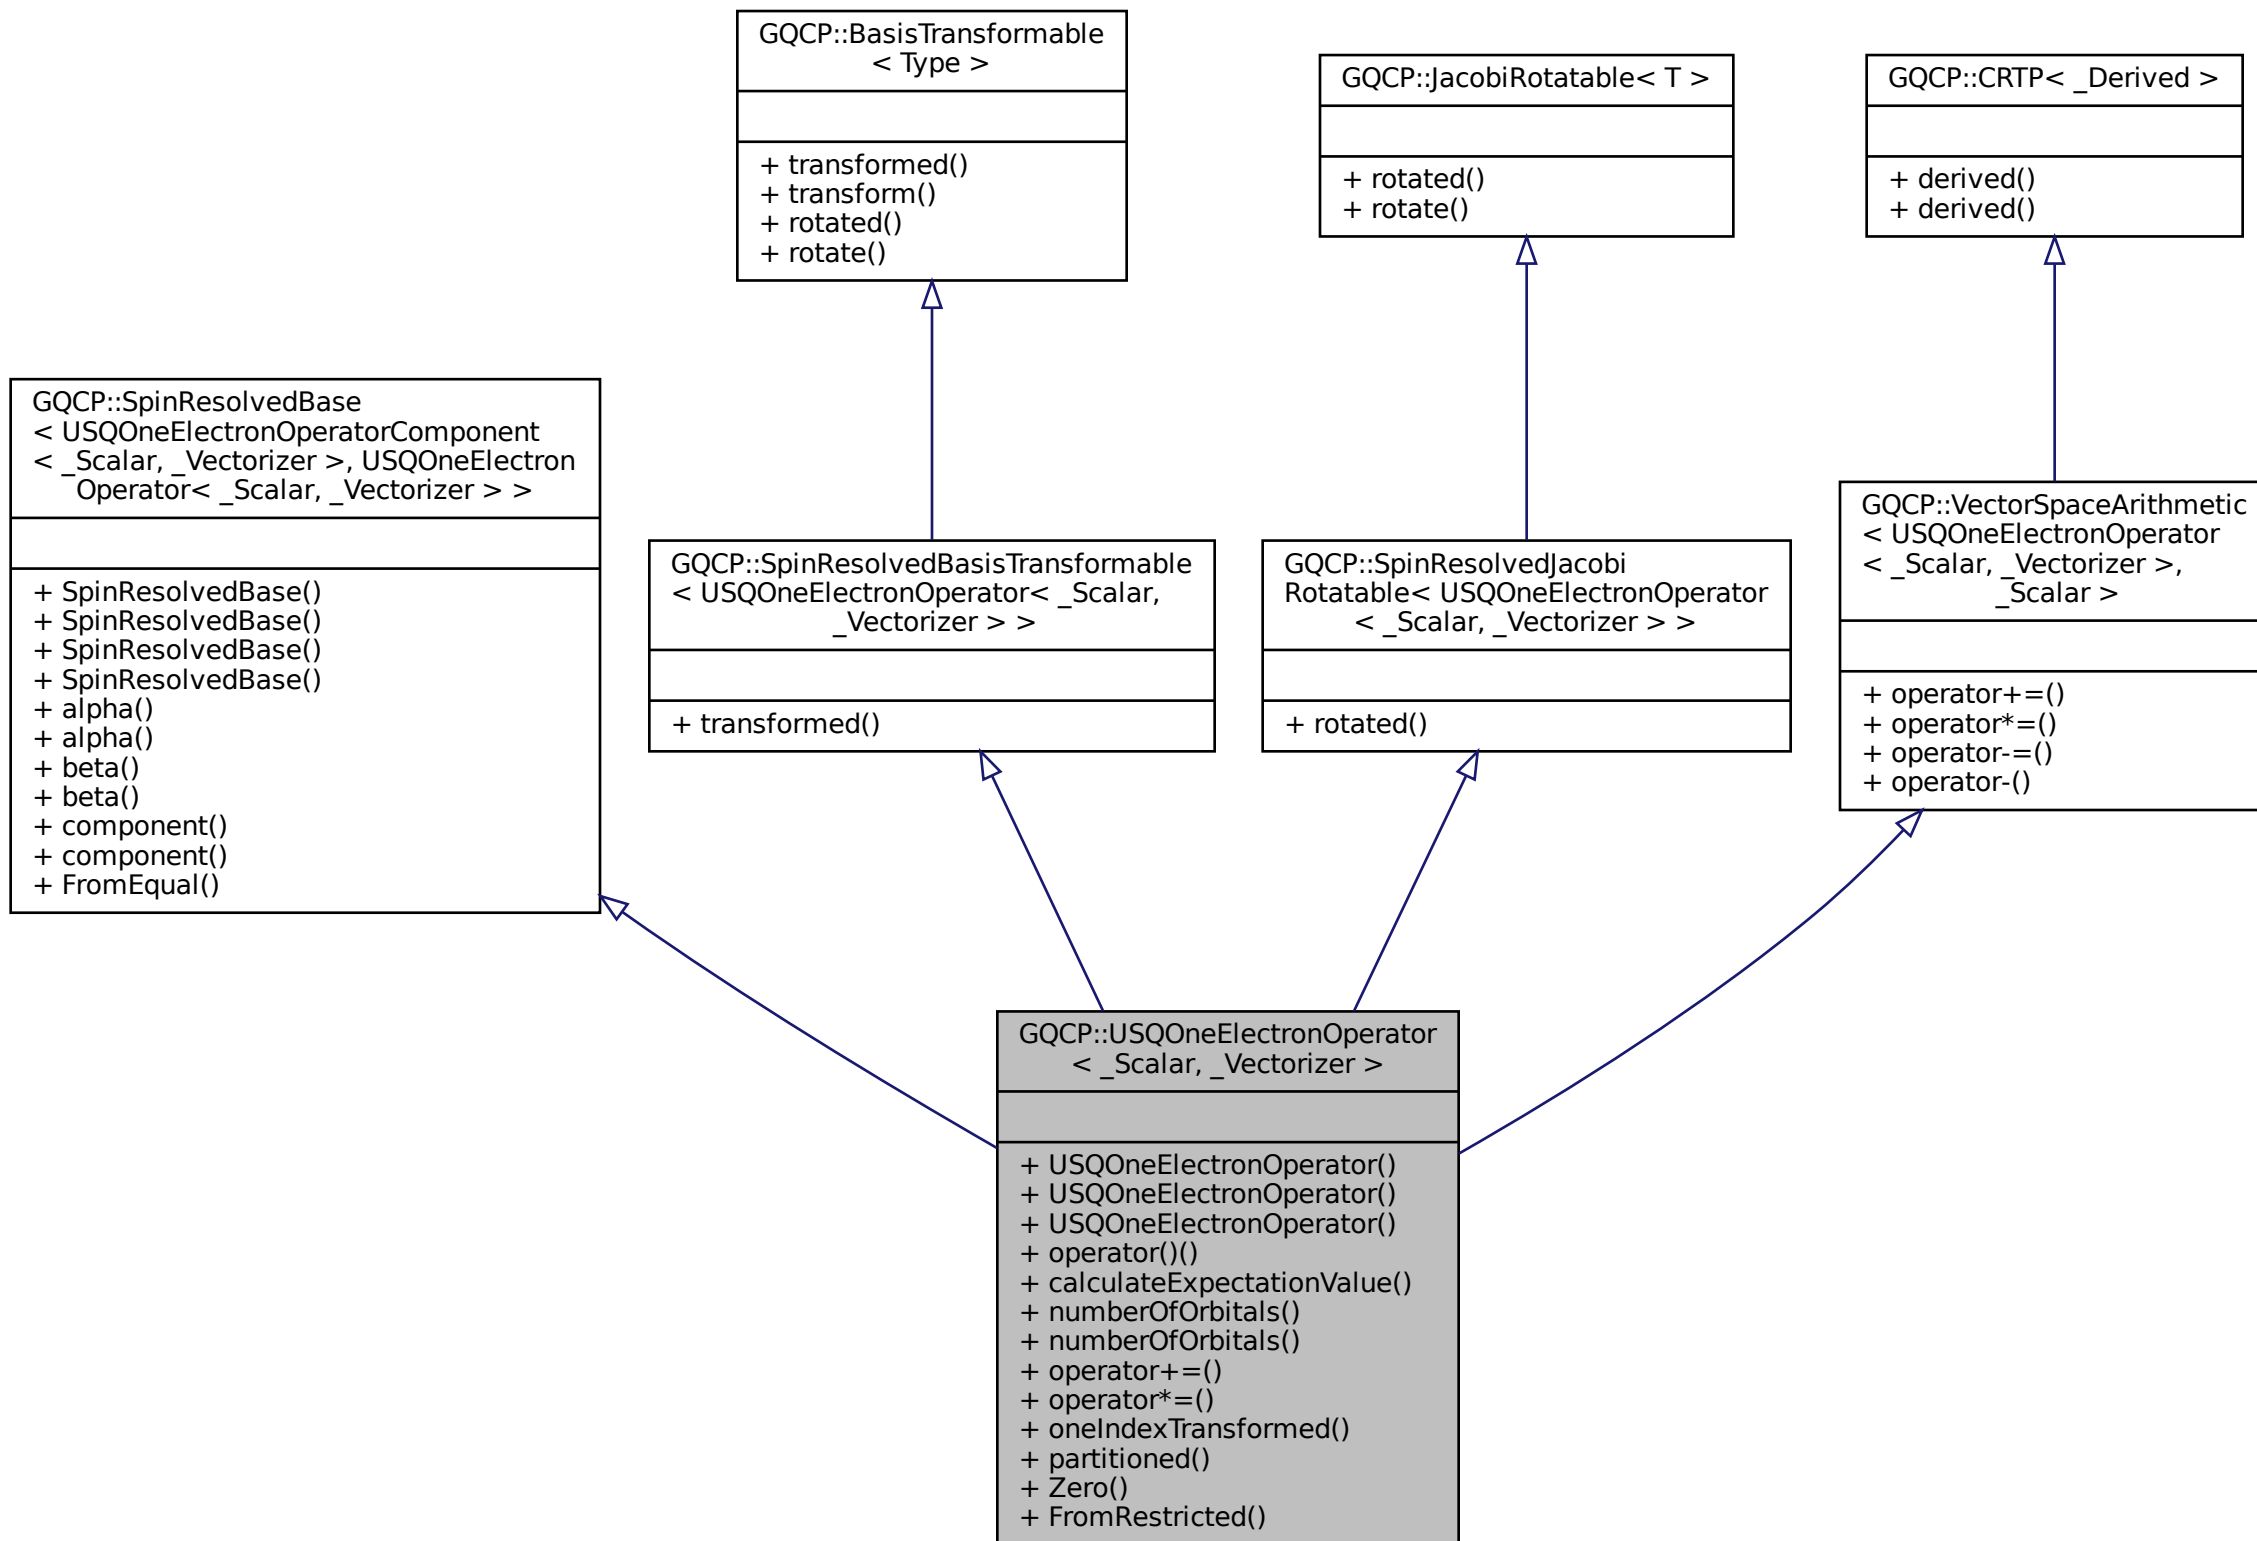 GQCP::BasisTransformable
< Type >
+ transformed()
+ transform()
+ rotated()
+ rotate()
GQCP::JacobiRotatable< T >
+ rotated()
+ rotate()
GQCP::CRTP< _Derived >
+ derived()
+ derived()
GQCP::SpinResolvedBase
< USQOneElectronOperatorComponent
< _Scalar, _Vectorizer >, USQOneElectron
Operator< _Scalar, _Vectorizer > >
+ SpinResolvedBase()
+ SpinResolvedBase()
+ SpinResolvedBase()
+ SpinResolvedBase()
+ alpha()
+ alpha()
+ beta()
+ beta()
+ component()
+ component()
+ FromEqual()
GQCP::SpinResolvedBasisTransformable
< USQOneElectronOperator< _Scalar,
_Vectorizer > >
+ transformed()
GQCP::SpinResolvedJacobi
Rotatable< USQOneElectronOperator
< _Scalar, _Vectorizer > >
+ rotated()
GQCP::VectorSpaceArithmetic
< USQOneElectronOperator
< _Scalar, _Vectorizer >,
_Scalar >
+ operator+=()
+ operator*=()
+ operator-=()
+ operator-()
GQCP::USQOneElectronOperator
< _Scalar, _Vectorizer >
+ USQOneElectronOperator()
+ USQOneElectronOperator()
+ USQOneElectronOperator()
+ operator()()
+ calculateExpectationValue()
+ numberOfOrbitals()
+ numberOfOrbitals()
+ operator+=()
+ operator*=()
+ oneIndexTransformed()
+ partitioned()
+ Zero()
+ FromRestricted()